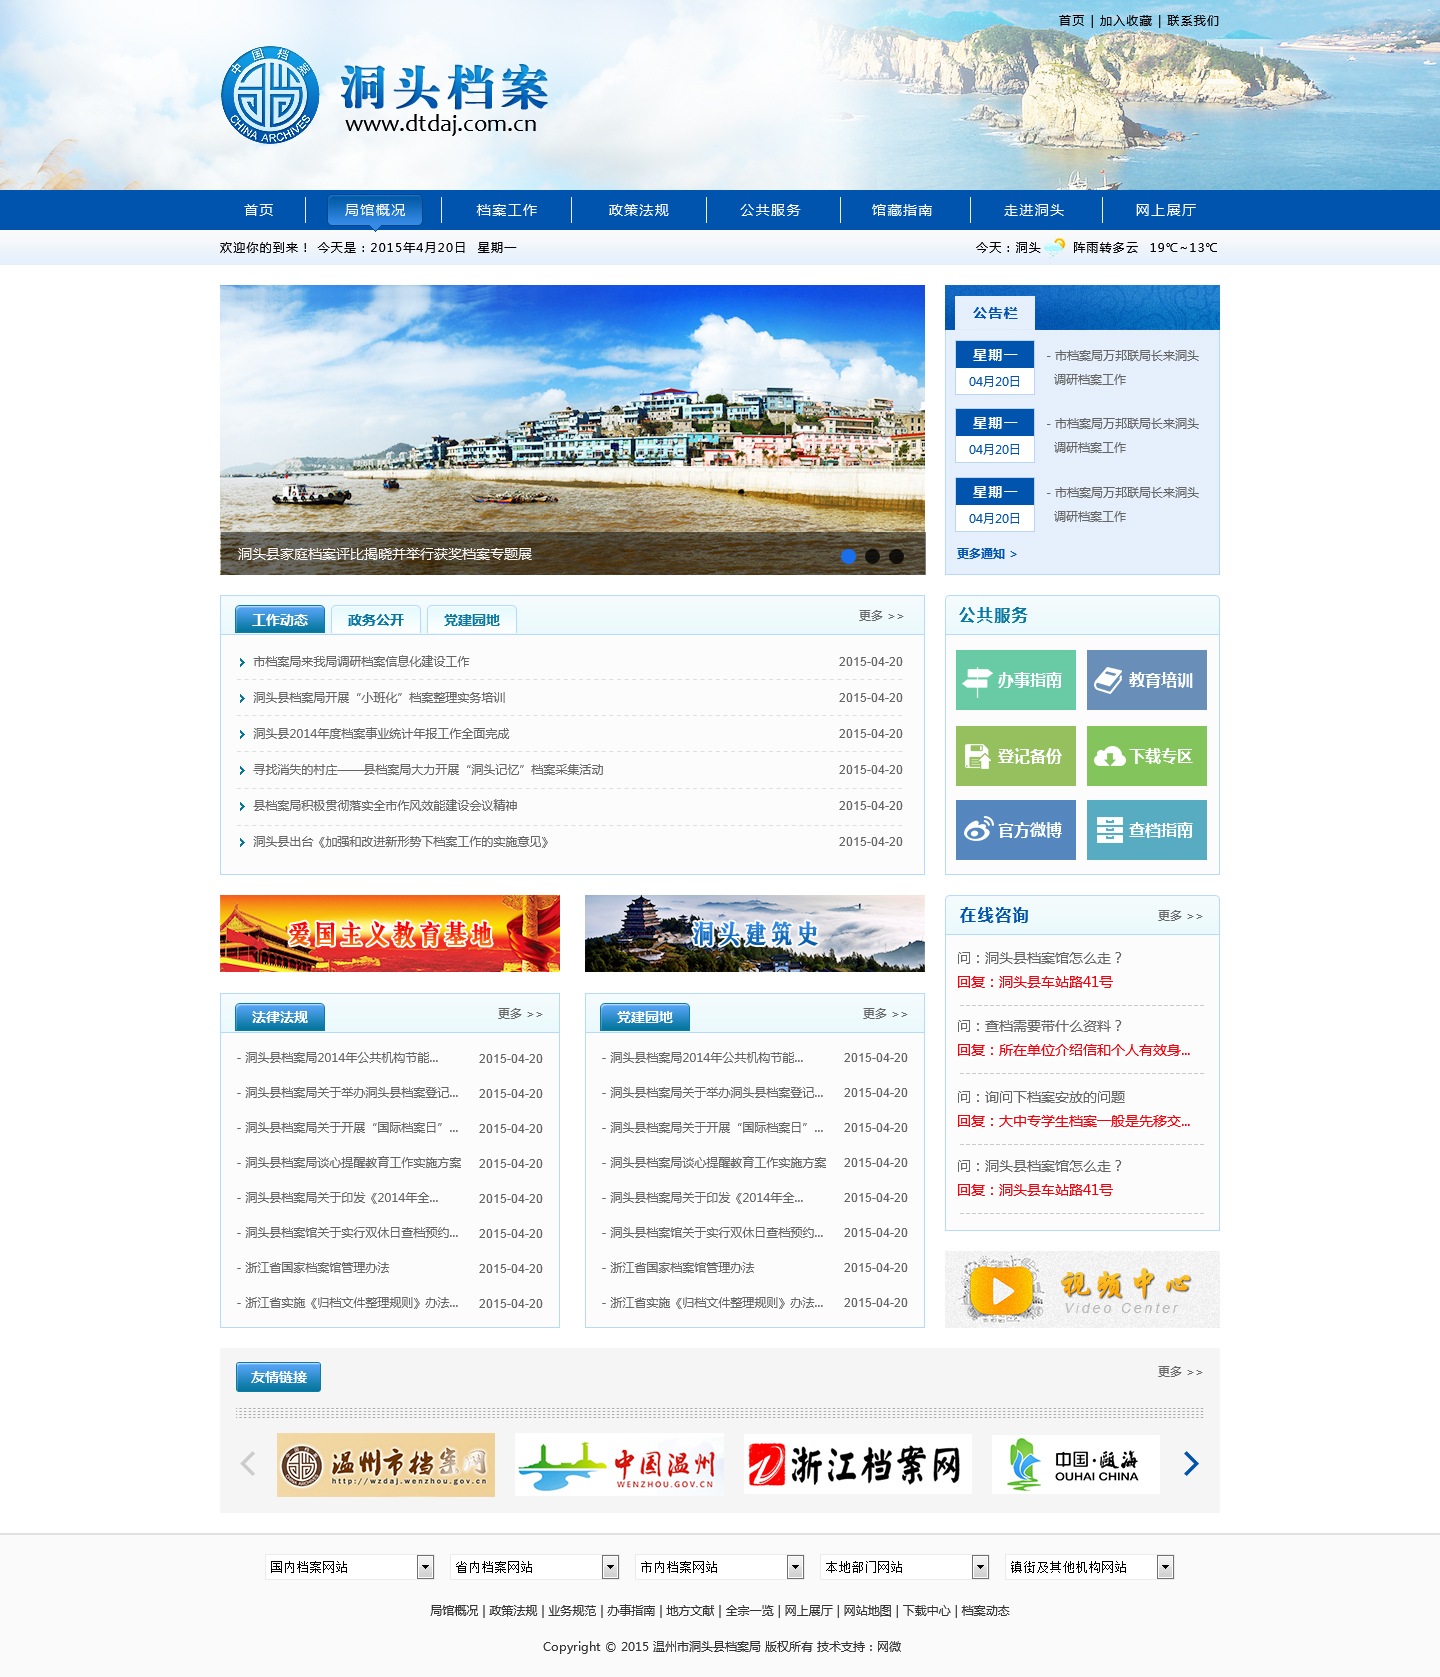 首页 | 加入收藏 | 联系我们
中国档案
CHINA ARCHIVES
洞头档案
www.dtdaj.com.cn
首页 局馆概况 档案工作 政策法规 公共服务 馆藏指南 走进洞头 网上展厅
欢迎你的到来！ 今天是：2015年4月20日 星期一
今天：洞头 阵雨转多云 19℃~13℃
洞头县家庭档案评比揭晓并举行获奖档案专题展
公告栏
星期一
04月20日
- 市档案局万邦联局长来洞头
调研档案工作
星期一
04月20日
- 市档案局万邦联局长来洞头
调研档案工作
星期一
04月20日
- 市档案局万邦联局长来洞头
调研档案工作
更多通知 >
工作动态 政务公开 党建园地 更多 >>
市档案局来我局调研档案信息化建设工作 2015-04-20
洞头县档案局开展“小班化”档案整理实务培训 2015-04-20
洞头县2014年度档案事业统计年报工作全面完成 2015-04-20
寻找消失的村庄——县档案局大力开展“洞头记忆”档案采集活动 2015-04-20
县档案局积极贯彻落实全市作风效能建设会议精神 2015-04-20
洞头县出台《加强和改进新形势下档案工作的实施意见》 2015-04-20
公共服务
办事指南 教育培训
登记备份 下载专区
官方微博 查档指南
爱国主义教育基地
洞头建筑史
法律法规 更多 >>
- 洞头县档案局2014年公共机构节能... 2015-04-20
- 洞头县档案局关于举办洞头县档案登记... 2015-04-20
- 洞头县档案局关于开展“国际档案日”... 2015-04-20
- 洞头县档案局谈心提醒教育工作实施方案 2015-04-20
- 洞头县档案局关于印发《2014年全... 2015-04-20
- 洞头县档案馆关于实行双休日查档预约... 2015-04-20
- 浙江省国家档案馆管理办法 2015-04-20
- 浙江省实施《归档文件整理规则》办法... 2015-04-20
党建园地 更多 >>
- 洞头县档案局2014年公共机构节能... 2015-04-20
- 洞头县档案局关于举办洞头县档案登记... 2015-04-20
- 洞头县档案局关于开展“国际档案日”... 2015-04-20
- 洞头县档案局谈心提醒教育工作实施方案 2015-04-20
- 洞头县档案局关于印发《2014年全... 2015-04-20
- 洞头县档案馆关于实行双休日查档预约... 2015-04-20
- 浙江省国家档案馆管理办法 2015-04-20
- 浙江省实施《归档文件整理规则》办法... 2015-04-20
在线咨询 更多 >>
问：洞头县档案馆怎么走？
回复：洞头县车站路41号
问：查档需要带什么资料？
回复：所在单位介绍信和个人有效身...
问：询问下档案安放的问题
回复：大中专学生档案一般是先移交...
问：洞头县档案馆怎么走？
回复：洞头县车站路41号
视频中心
Video Center
友情链接 更多 >>
温州市档案网
http://wzdaj.wenzhou.gov.cn
中国温州
WENZHOU.GOV.CN
浙江档案网
中国·瓯海
OUHAI CHINA
国内档案网站 省内档案网站 市内档案网站 本地部门网站 镇街及其他机构网站
局馆概况 | 政策法规 | 业务规范 | 办事指南 | 地方文献 | 全宗一览 | 网上展厅 | 网站地图 | 下载中心 | 档案动态
Copyright © 2015 温州市洞头县档案局 版权所有 技术支持：网微